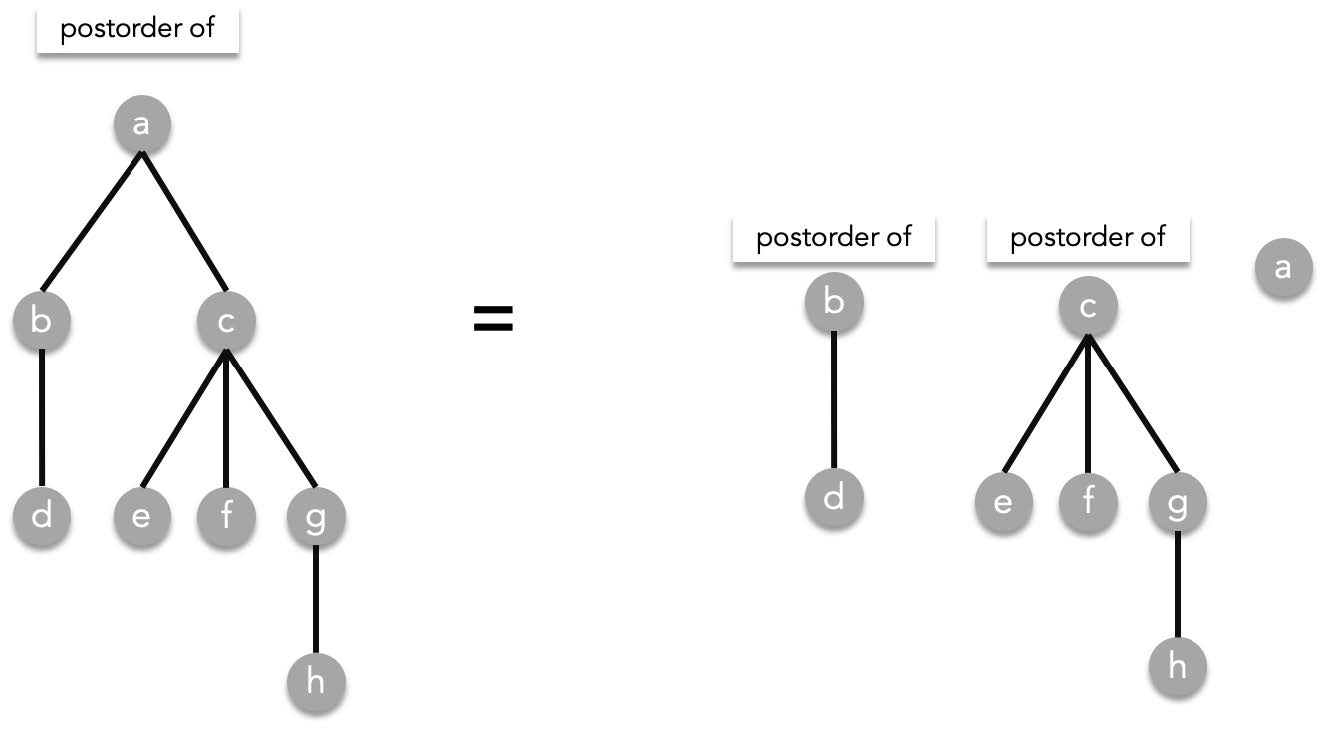 postorder of
a
b c
d e f g
h
=
postorder of
b
d
postorder of
c
e f g
h
a